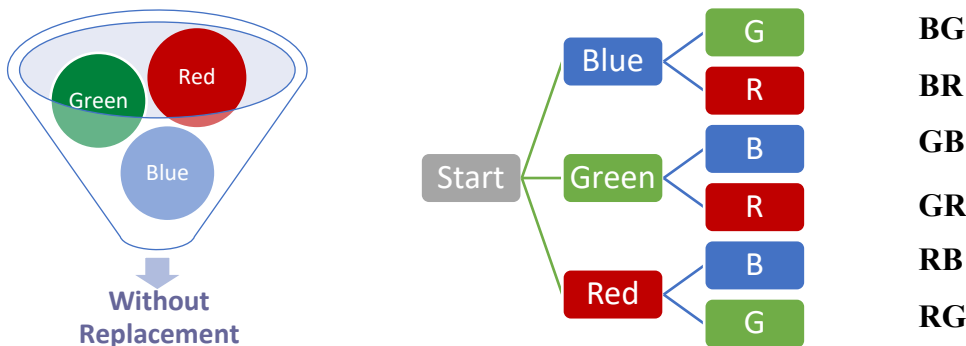 Red
Green
Blue
Without
Replacement
Start
Blue
Green
Red
G
R
B
R
B
G
BG
BR
GB
GR
RB
RG